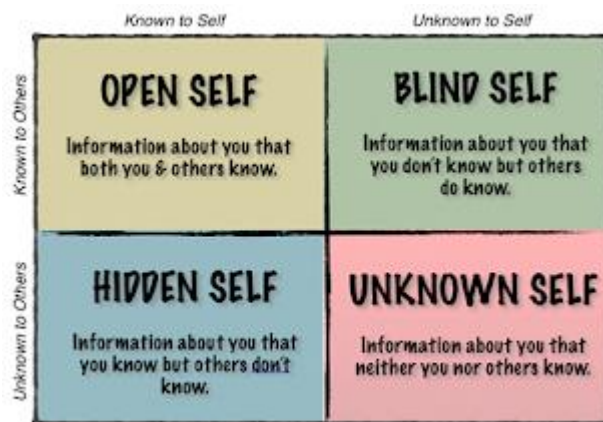 Known to Self
Unknown to Self
Known to Others
OPEN SELF
Information about you that
both you & others know.
BLIND SELF
Information about you that
you don't know but others
do know.
Unknown to Others
HIDDEN SELF
Information about you that
you know but others don't
know.
UNKNOWN SELF
Information about you that
neither you nor others know.